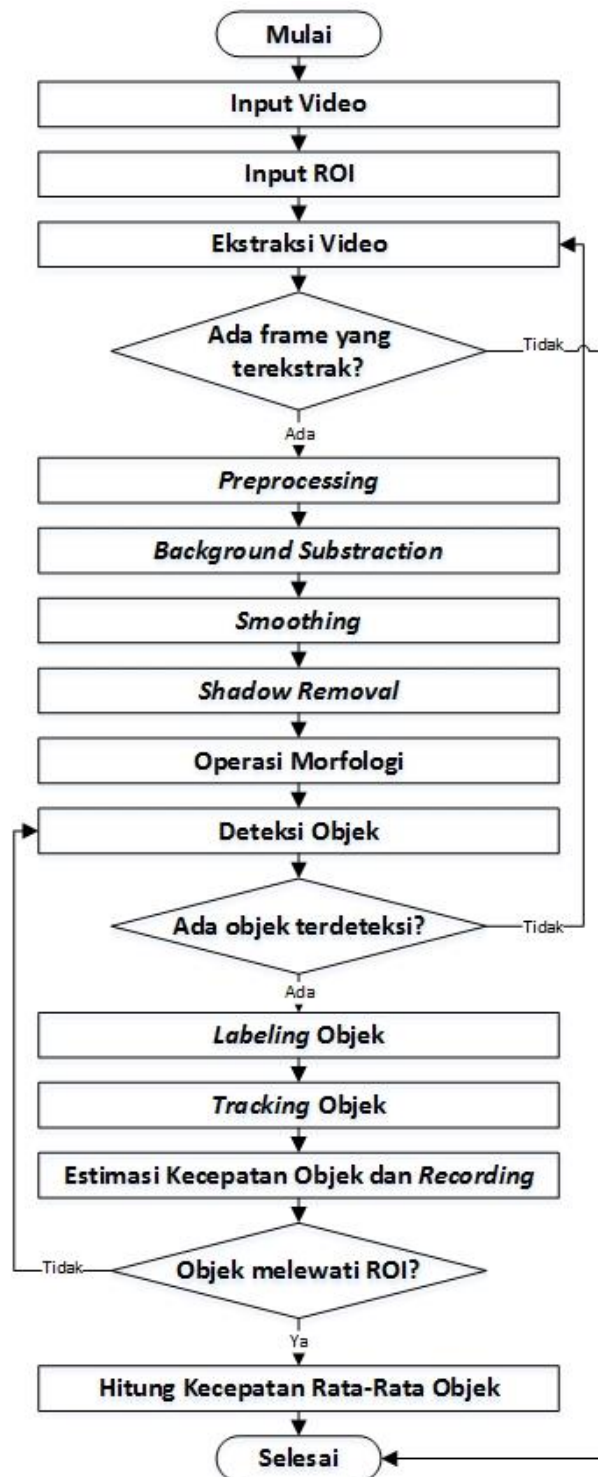 Mulai
Input Video
Input ROI
Ekstraksi Video
Ada frame yang
terekstrak?
Tidak
Ada
Preprocessing
Background Substraction
Smoothing
Shadow Removal
Operasi Morfologi
Deteksi Objek
Ada objek terdeteksi?
Tidak
Ada
Labeling Objek
Tracking Objek
Estimasi Kecepatan Objek dan Recording
Tidak
Objek melewati ROI?
Ya
Hitung Kecepatan Rata-Rata Objek
Selesai